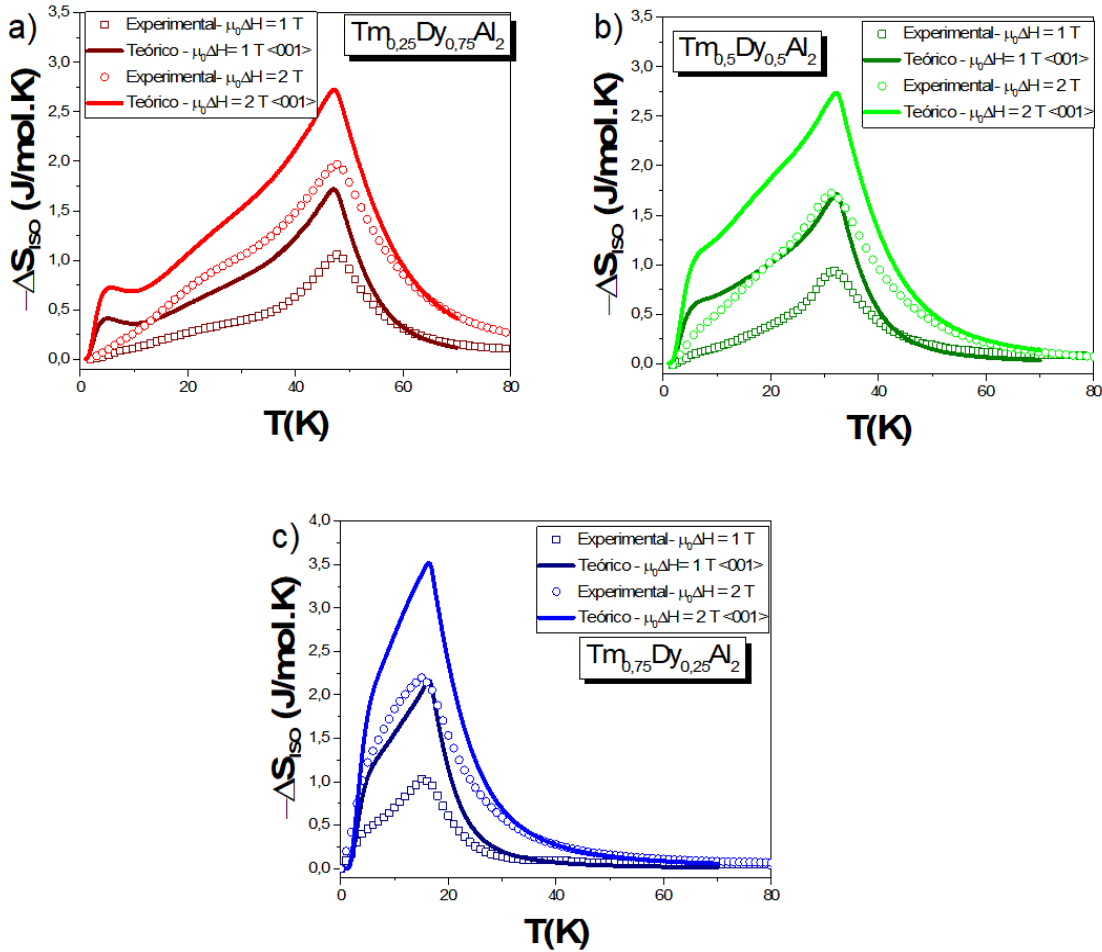 a)
Experimental- μ₀ΔH = 1 T
Teórico - μ₀ΔH= 1 T <001>
Experimental- μ₀ΔH = 2 T
Teórico - μ₀ΔH = 2 T <001>
Tm₀,₂₅Dy₀,₇₅Al₂
3,5
3,0
2,5
2,0
1,5
1,0
0,5
0,0
−ΔS_ISO (J/mol.K)
0 20 40 60 80
T(K)
b)
Tm₀,₅Dy₀,₅Al₂
Experimental- μ₀ΔH = 1 T
Teórico - μ₀ΔH= 1 T <001>
Experimental- μ₀ΔH = 2 T
Teórico - μ₀ΔH = 2 T <001>
3,5
3,0
2,5
2,0
1,5
1,0
0,5
0,0
−ΔS_ISO (J/mol.K)
0 20 40 60 80
T(K)
c)
Experimental- μ₀ΔH = 1 T
Teórico - μ₀ΔH= 1 T <001>
Experimental- μ₀ΔH = 2 T
Teórico - μ₀ΔH = 2 T <001>
Tm₀,₇₅Dy₀,₂₅Al₂
4,0
3,5
3,0
2,5
2,0
1,5
1,0
0,5
0,0
−ΔS_ISO (J/mol.K)
0 20 40 60 80
T(K)